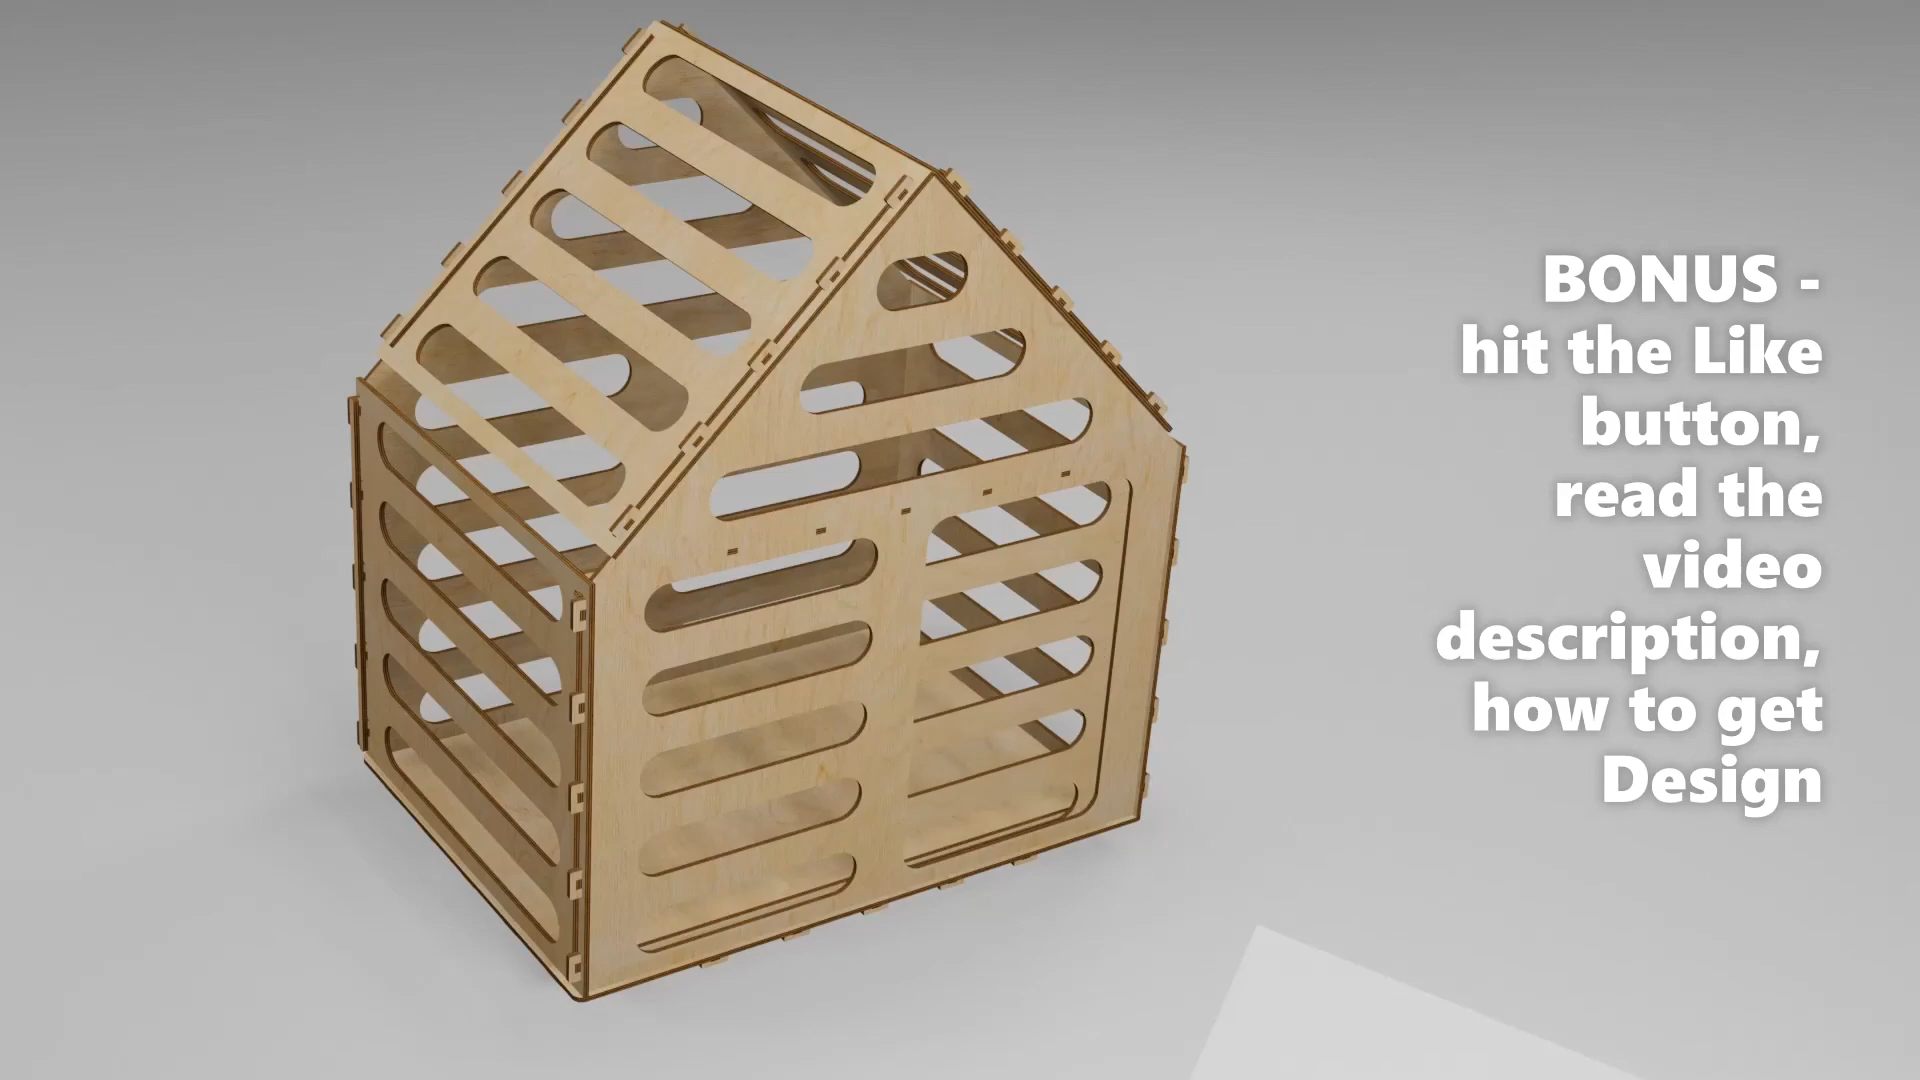 BONUS -
hit the Like
button,
read the
video
description,
how to get
Design